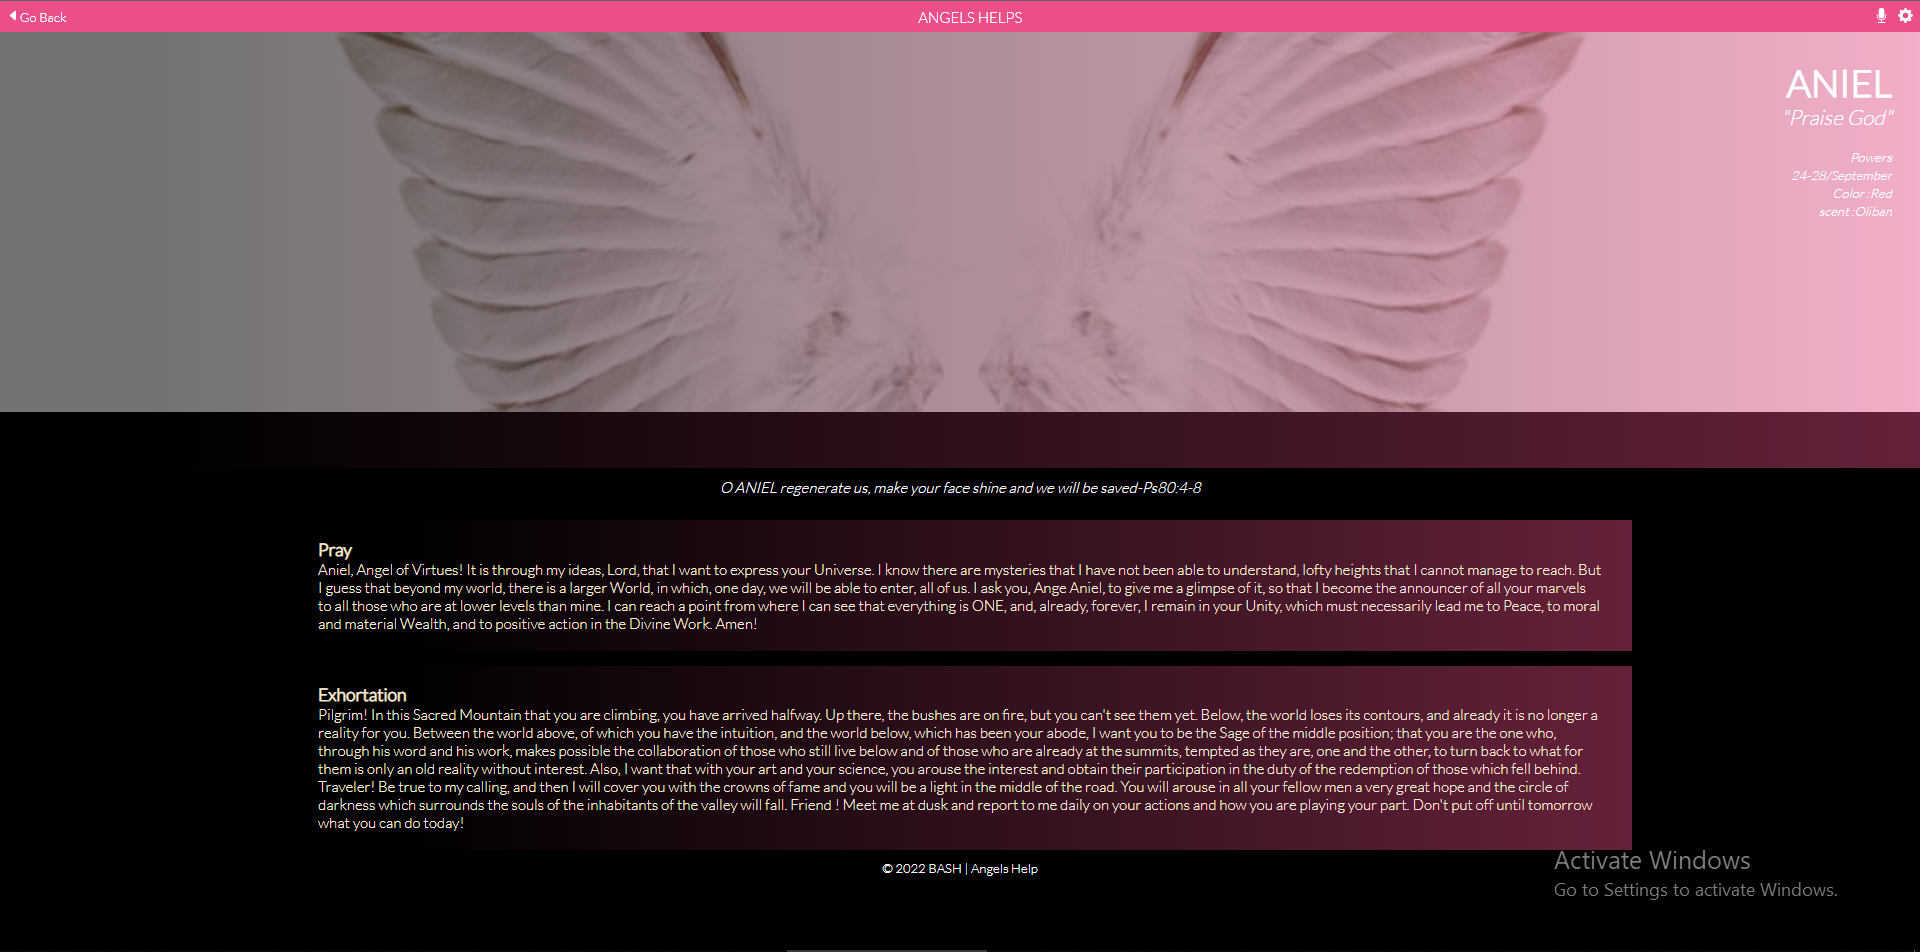 Go Back
ANGELS HELPS
ANIEL
"Praise God"
Powers
24-28/September
Color :Red
scent :Oliban
O ANIEL regenerate us, make your face shine and we will be saved-Ps80:4-8
Pray
Aniel, Angel of Virtues! It is through my ideas, Lord, that I want to express your Universe. I know there are mysteries that I have not been able to understand, lofty heights that I cannot manage to reach. But
I guess that beyond my world, there is a larger World, in which, one day, we will be able to enter, all of us. I ask you, Ange Aniel, to give me a glimpse of it, so that I become the announcer of all your marvels
to all those who are at lower levels than mine. I can reach a point from where I can see that everything is ONE, and, already, forever, I remain in your Unity, which must necessarily lead me to Peace, to moral
and material Wealth, and to positive action in the Divine Work. Amen!
Exhortation
Pilgrim! In this Sacred Mountain that you are climbing, you have arrived halfway. Up there, the bushes are on fire, but you can't see them yet. Below, the world loses its contours, and already it is no longer a
reality for you. Between the world above, of which you have the intuition, and the world below, which has been your abode, I want you to be the Sage of the middle position; that you are the one who,
through his word and his work, makes possible the collaboration of those who still live below and of those who are already at the summits, tempted as they are, one and the other, to turn back to what for
them is only an old reality without interest. Also, I want that with your art and your science, you arouse the interest and obtain their participation in the duty of the redemption of those which fell behind.
Traveler! Be true to my calling, and then I will cover you with the crowns of fame and you will be a light in the middle of the road. You will arouse in all your fellow men a very great hope and the circle of
darkness which surrounds the souls of the inhabitants of the valley will fall. Friend ! Meet me at dusk and report to me daily on your actions and how you are playing your part. Don't put off until tomorrow
what you can do today!
© 2022 BASH | Angels Help
Activate Windows
Go to Settings to activate Windows.